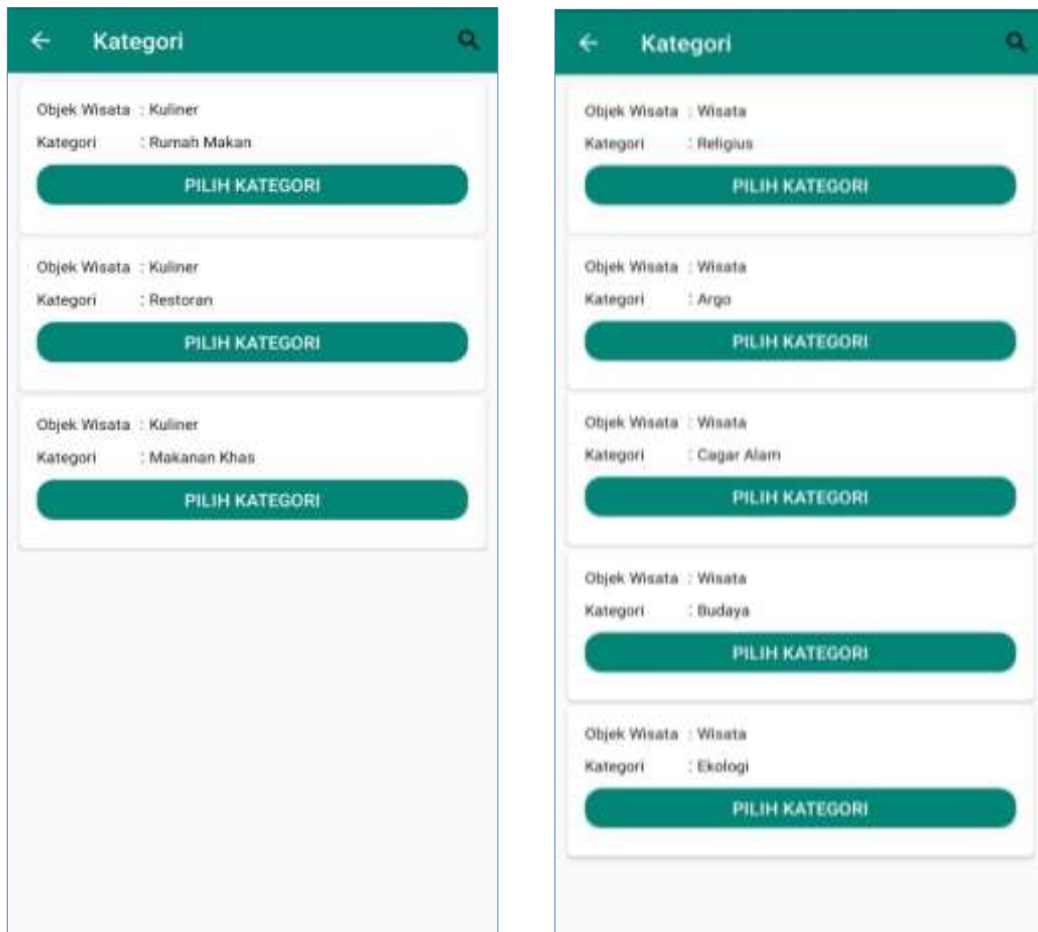 Kategori
Objek Wisata : Kuliner
Kategori : Rumah Makan
PILIH KATEGORI
Objek Wisata : Kuliner
Kategori : Restoran
PILIH KATEGORI
Objek Wisata : Kuliner
Kategori : Makanan Khas
PILIH KATEGORI
Kategori
Objek Wisata : Wisata
Kategori : Religius
PILIH KATEGORI
Objek Wisata : Wisata
Kategori : Argo
PILIH KATEGORI
Objek Wisata : Wisata
Kategori : Cagar Alam
PILIH KATEGORI
Objek Wisata : Wisata
Kategori : Budaya
PILIH KATEGORI
Objek Wisata : Wisata
Kategori : Ekologi
PILIH KATEGORI